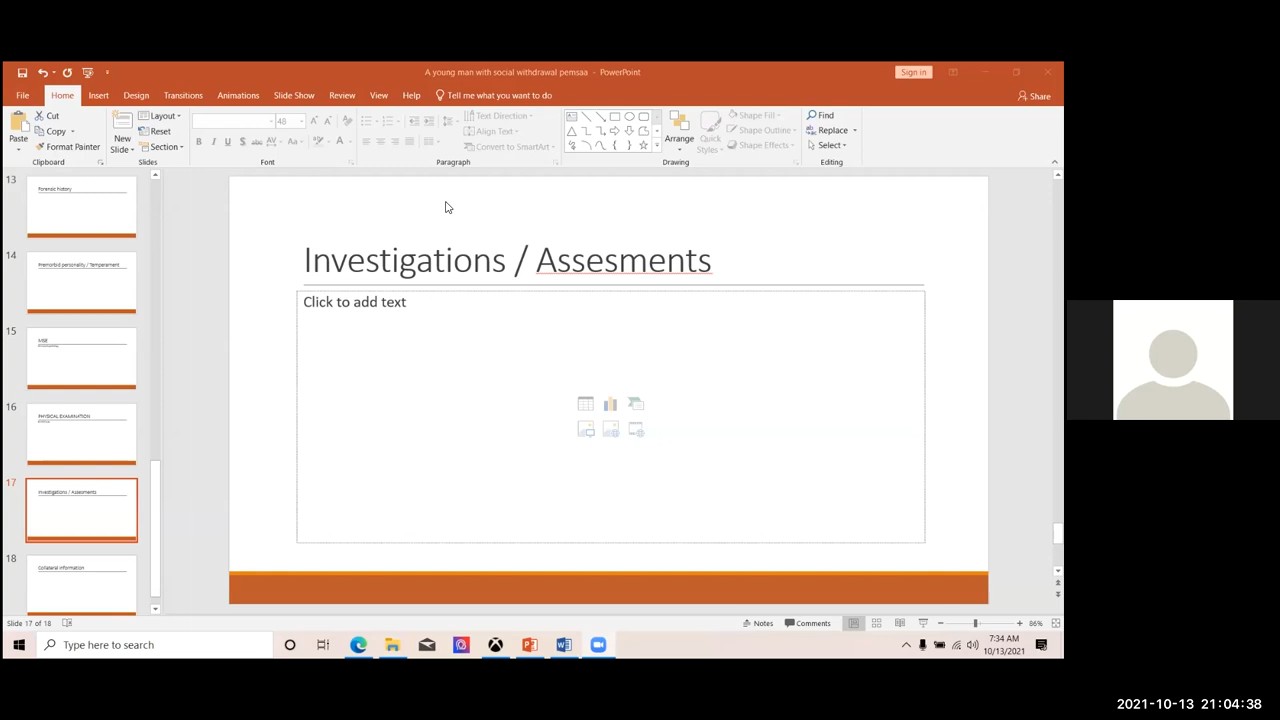 A young man with social withdrawal pemsaa - PowerPoint
Sign in
File Home Insert Design Transitions Animations Slide Show Review View Help Tell me what you want to do
Share
Paste
Cut
Copy
Format Painter
Clipboard
New
Slide
Layout
Reset
Section
Slides
48
Font
Text Direction
Align Text
Convert to SmartArt
Paragraph
Arrange
Quick
Styles
Shape Fill
Shape Outline
Shape Effects
Drawing
Find
Replace
Select
Editing
13
Forensic history
14
Premorbid personality / Temperament
15
MSE
16
PHYSICAL EXAMINATION
17
Investigations / Assesments
18
Collateral information
Investigations / Assesments
Click to add text
Slide 17 of 18
Notes
Comments
86%
Type here to search
7:34 AM
10/13/2021
2021-10-13 21:04:38